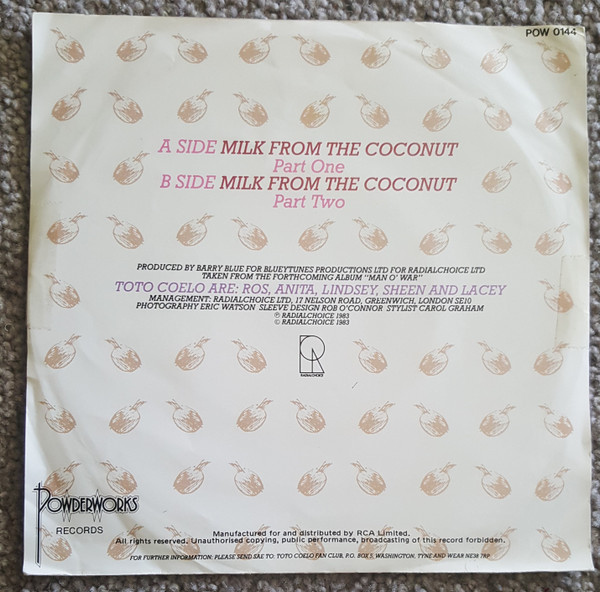 POW 0144
A SIDE MILK FROM THE COCONUT
Part One
B SIDE MILK FROM THE COCONUT
Part Two
PRODUCED BY BARRY BLUE FOR BLUEYTUNES PRODUCTIONS LTD FOR RADIALCHOICE LTD
TAKEN FROM THE FORTHCOMING ALBUM "MAN O' WAR"
TOTO COELO ARE: ROS, ANITA, LINDSEY, SHEEN AND LACEY
MANAGEMENT: RADIALCHOICE LTD, 17 NELSON ROAD, GREENWICH, LONDON SE10
PHOTOGRAPHY ERIC WATSON SLEEVE DESIGN ROB O'CONNOR STYLIST CAROL GRAHAM
℗ RADIALCHOICE 1983
© RADIALCHOICE 1983
RADIALCHOICE
POWDERWORKS
RECORDS
Manufactured for and distributed by RCA Limited.
All rights reserved. Unauthorised copying, public performance, broadcasting of this record forbidden.
FOR FURTHER INFORMATION: PLEASE SEND SAE TO: TOTO COELO FAN CLUB, P.O. BOX 5, WASHINGTON, TYNE AND WEAR NE38 7RP